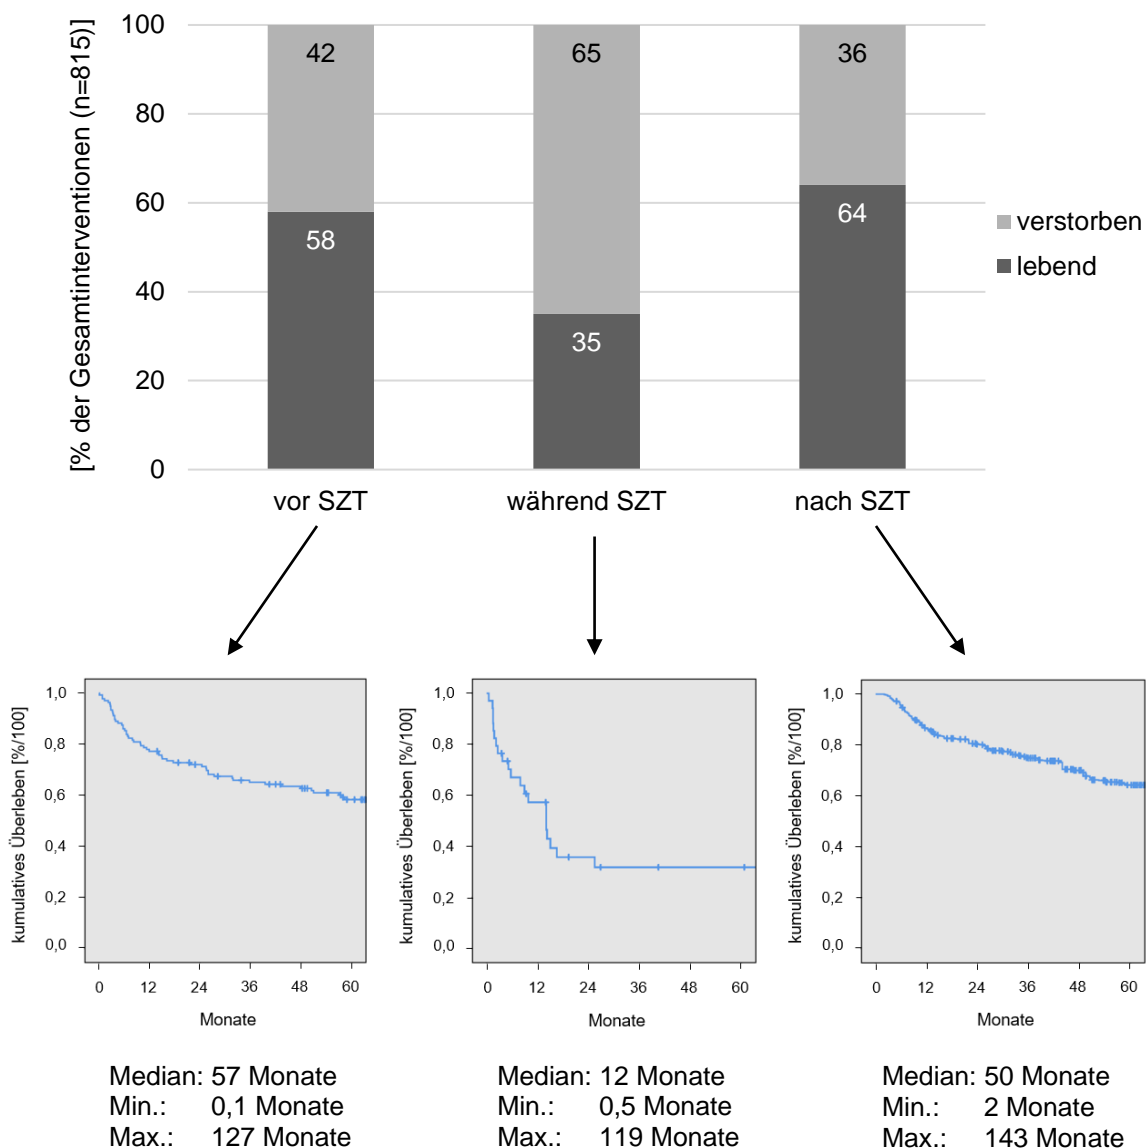 [% der Gesamtinterventionen (n=815)]
100
80
60
40
20
0
42
65
36
58
35
64
verstorben
lebend
vor SZT
während SZT
nach SZT
kumulatives Überleben [%/100]
1,0
0,8
0,6
0,4
0,2
0,0
0 12 24 36 48 60
Monate
kumulatives Überleben [%/100]
1,0
0,8
0,6
0,4
0,2
0,0
0 12 24 36 48 60
Monate
kumulatives Überleben [%/100]
1,0
0,8
0,6
0,4
0,2
0,0
0 12 24 36 48 60
Monate
Median: 57 Monate
Min.: 0,1 Monate
Max.: 127 Monate
Median: 12 Monate
Min.: 0,5 Monate
Max.: 119 Monate
Median: 50 Monate
Min.: 2 Monate
Max.: 143 Monate